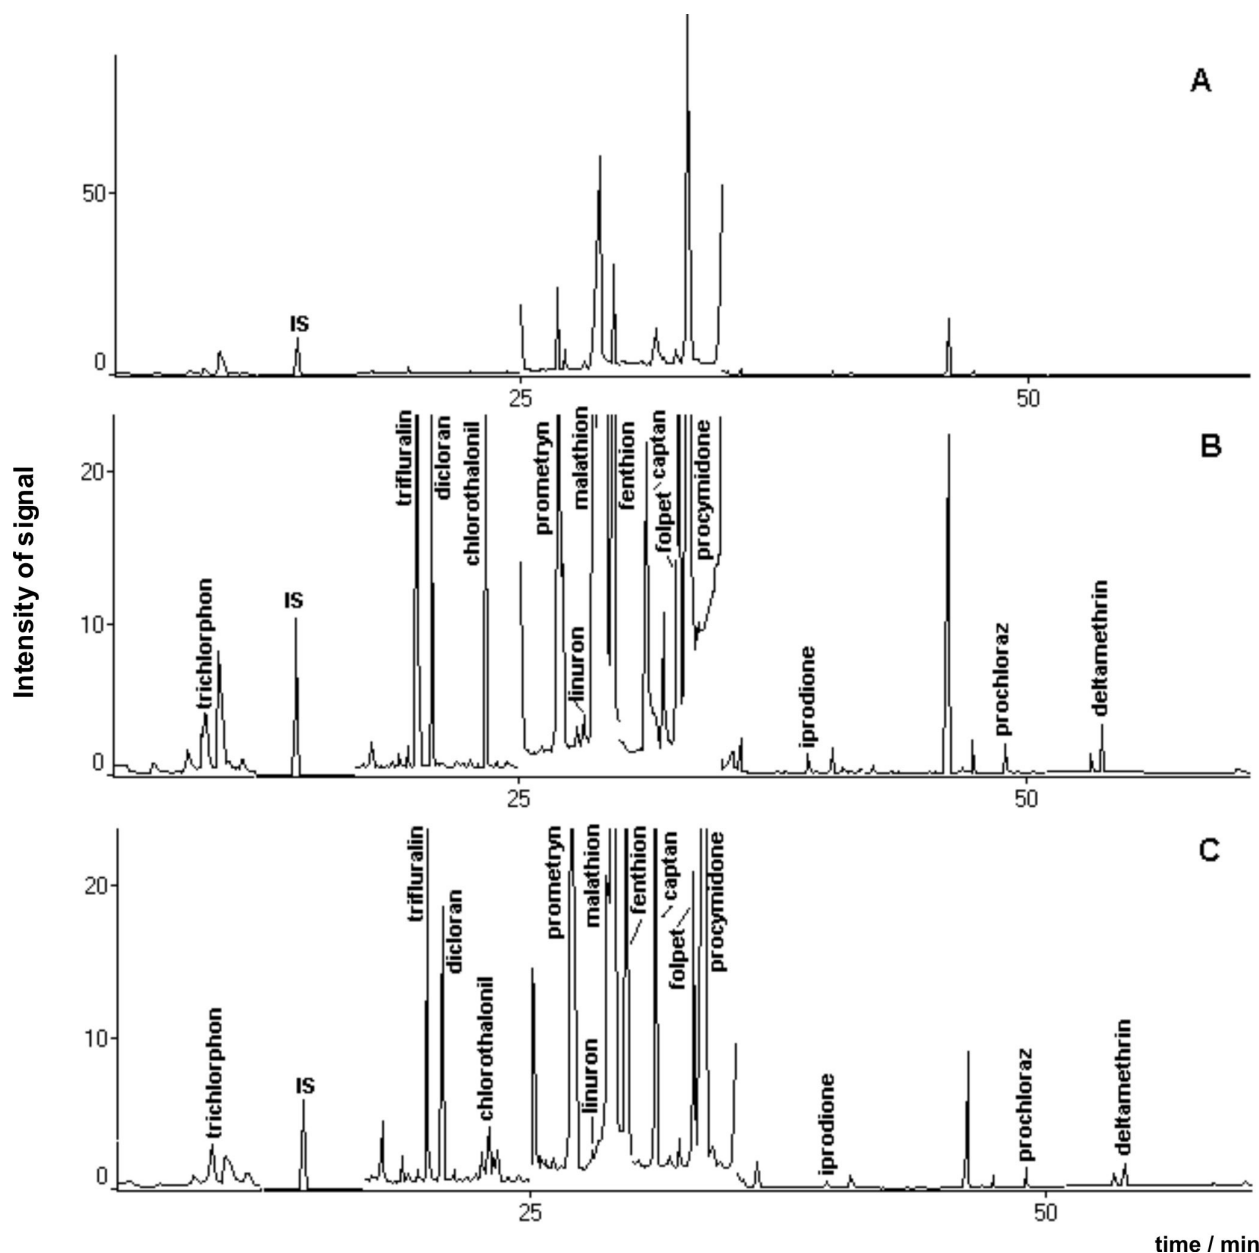 A
50
IS
0
25
50
Intensity of signal
B
20
10
0
trichlorphon
IS
trifluralin
dicloran
chlorothalonil
prometryn
linuron
malathion
fenthion
captan
folpet
procymidone
iprodione
prochloraz
deltamethrin
25
50
C
20
10
0
trichlorphon
IS
trifluralin
dicloran
chlorothalonil
prometryn
linuron
malathion
fenthion
captan
folpet
procymidone
iprodione
prochloraz
deltamethrin
25
50
time / min